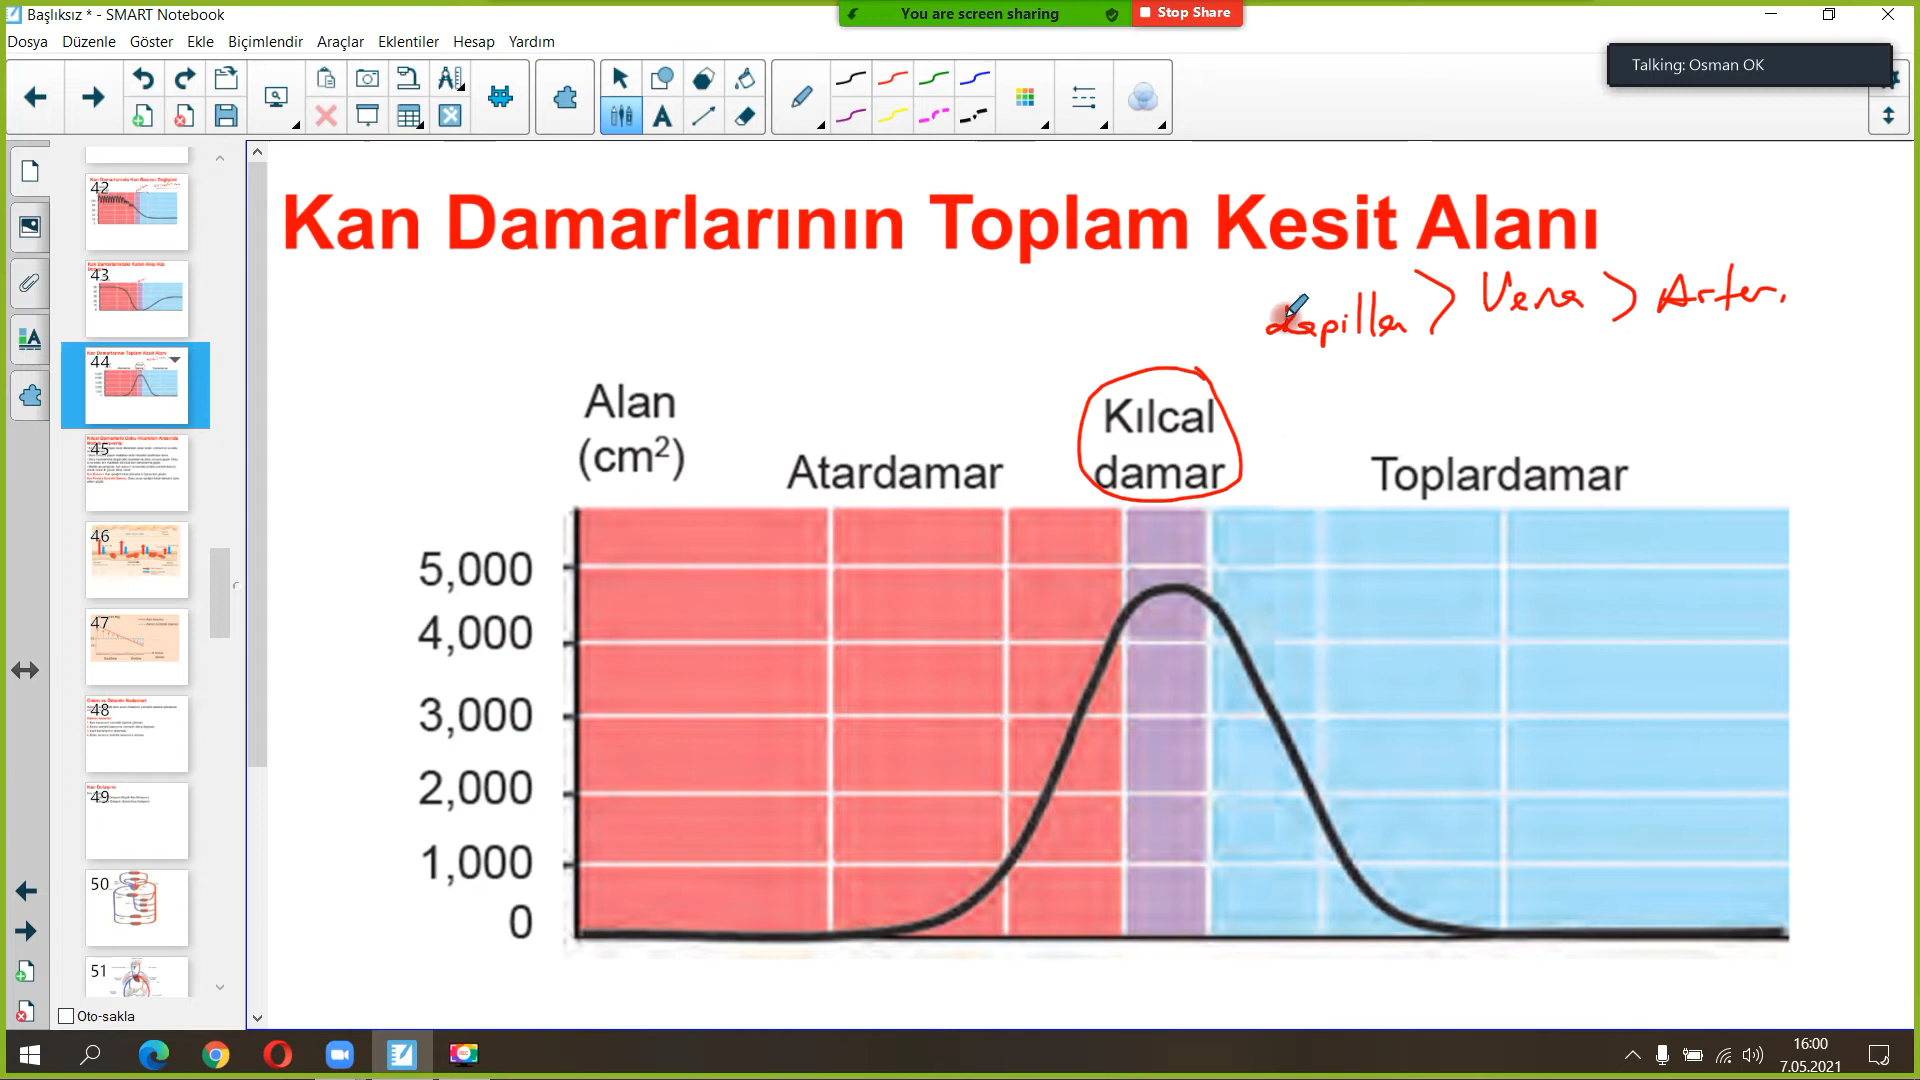 Başlıksız * - SMART Notebook
You are screen sharing
Stop Share
Dosya Düzenle Göster Ekle Biçimlendir Araçlar Eklentiler Hesap Yardım
Talking: Osman OK
42
43
44
45
46
47
48
49
50
51
Oto-sakla
Kan Damarlarının Toplam Kesit Alanı
kapiller > Vena > Arter.
Alan
(cm²)
Atardamar
Kılcal
damar
Toplardamar
5,000
4,000
3,000
2,000
1,000
0
16:00
7.05.2021